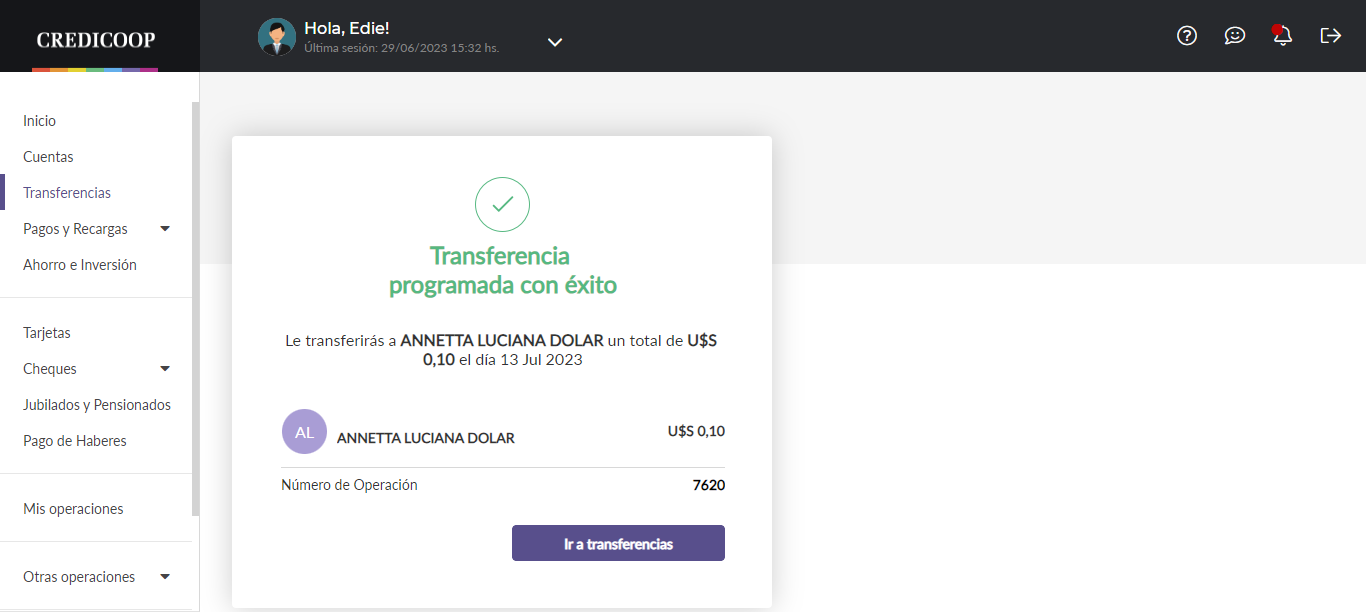 CREDICOOP
Hola, Edie!
Última sesión: 29/06/2023 15:32 hs.
Inicio
Cuentas
Transferencias
Pagos y Recargas
Ahorro e Inversión
Tarjetas
Cheques
Jubilados y Pensionados
Pago de Haberes
Mis operaciones
Otras operaciones
Transferencia
programada con éxito
Le transferirás a ANNETTA LUCIANA DOLAR un total de U$S
0,10 el día 13 Jul 2023
AL ANNETTA LUCIANA DOLAR U$S 0,10
Número de Operación 7620
Ir a transferencias